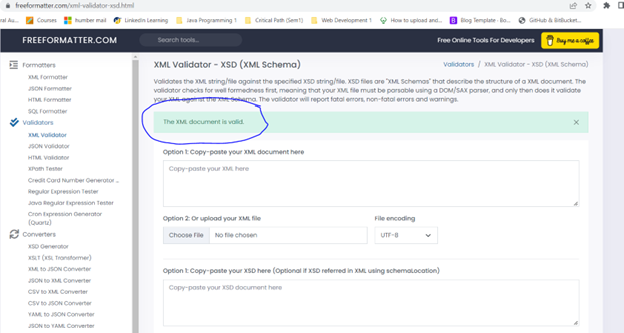 freeformatter.com/xml-validator-xsd.html
Courses
humber mail
LinkedIn Learning
Java Programming 1
Critical Path (Sem1)
Web Development 1
How to upload and...
Blog Template - Bo...
GitHub & BitBucket...
FREEFORMATTER.COM
Search tools...
Free Online Tools For Developers
Buy me a coffee
Formatters
XML Formatter
JSON Formatter
HTML Formatter
SQL Formatter
Validators
XML Validator
JSON Validator
HTML Validator
XPath Tester
Credit Card Number Generator ...
Regular Expression Tester
Java Regular Expression Tester
Cron Expression Generator
(Quartz)
Converters
XSD Generator
XSLT (XSL Transformer)
XML to JSON Converter
JSON to XML Converter
CSV to XML Converter
CSV to JSON Converter
YAML to JSON Converter
JSON to YAML Converter
XML Validator - XSD (XML Schema)
Validators / XML Validator - XSD (XML Schema)
Validates the XML string/file against the specified XSD string/file. XSD files are "XML Schemas" that describe the structure of a XML document. The
validator checks for well formedness first, meaning that your XML file must be parsable using a DOM/SAX parser, and only then does it validate
your XML against the XML Schema. The validator will report fatal errors, non-fatal errors and warnings.
The XML document is valid.
Option 1: Copy-paste your XML document here
Copy-paste your XML here
Option 2: Or upload your XML file
File encoding
Choose File No file chosen
UTF-8
Option 1: Copy-paste your XSD here (Optional if XSD referred in XML using schemaLocation)
Copy-paste your XSD document here